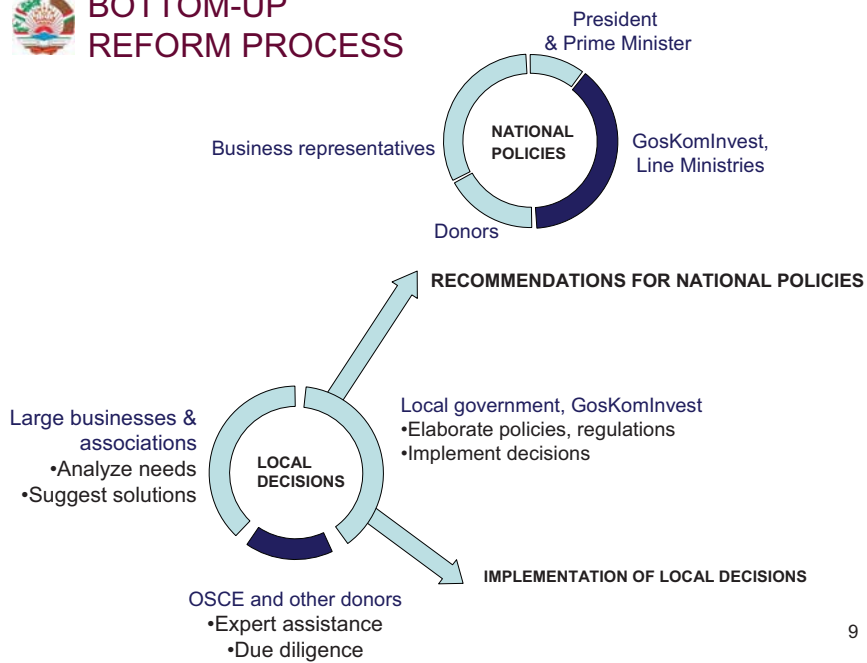 BOTTOM-UP
REFORM PROCESS
President
& Prime Minister
NATIONAL
POLICIES
Business representatives
GosKomInvest,
Line Ministries
Donors
RECOMMENDATIONS FOR NATIONAL POLICIES
Large businesses &
associations
•Analyze needs
•Suggest solutions
LOCAL
DECISIONS
Local government, GosKomInvest
•Elaborate policies, regulations
•Implement decisions
IMPLEMENTATION OF LOCAL DECISIONS
OSCE and other donors
•Expert assistance
•Due diligence
9